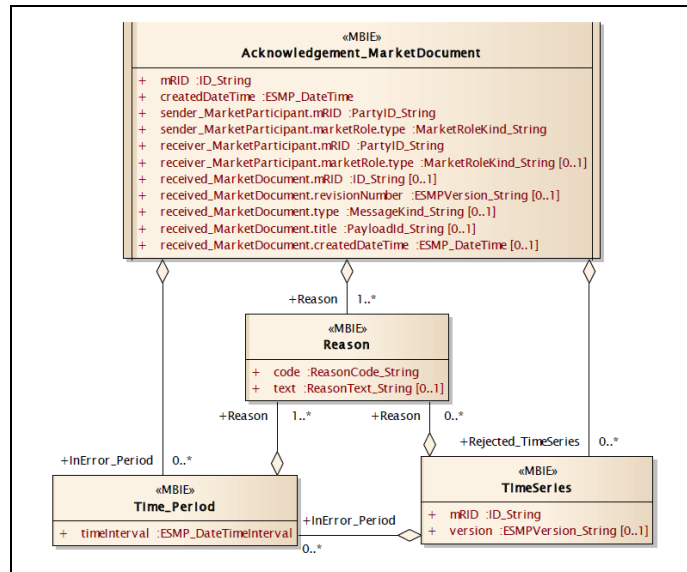 «MBIE»
Acknowledgement_MarketDocument
+ mRID :ID_String
+ createdDateTime :ESMP_DateTime
+ sender_MarketParticipant.mRID :PartyID_String
+ sender_MarketParticipant.marketRole.type :MarketRoleKind_String
+ receiver_MarketParticipant.mRID :PartyID_String
+ receiver_MarketParticipant.marketRole.type :MarketRoleKind_String [0..1]
+ received_MarketDocument.mRID :ID_String [0..1]
+ received_MarketDocument.revisionNumber :ESMPVersion_String [0..1]
+ received_MarketDocument.type :MessageKind_String [0..1]
+ received_MarketDocument.title :PayloadId_String [0..1]
+ received_MarketDocument.createdDateTime :ESMP_DateTime [0..1]
+Reason 1..*
«MBIE»
Reason
+ code :ReasonCode_String
+ text :ReasonText_String [0..1]
+Reason 1..* +Reason 0..*
+Rejected_TimeSeries 0..*
+InError_Period 0..*
«MBIE»
Time_Period
+ timeInterval :ESMP_DateTimeInterval
«MBIE»
TimeSeries
+ mRID :ID_String
+ version :ESMPVersion_String [0..1]
+InError_Period
0..*